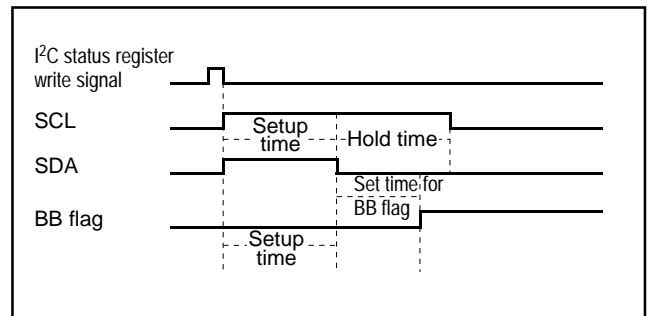 I²C status register
write signal
SCL
Setup
time
Hold time
SDA
Set time for
BB flag
BB flag
Setup
time